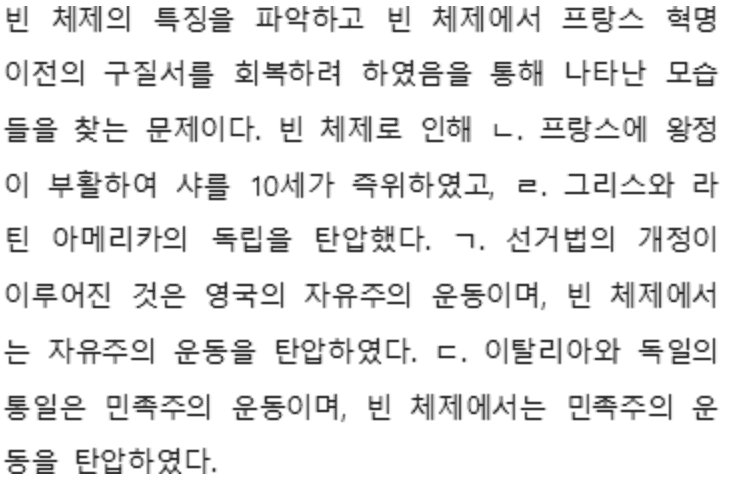 빈 체제의 특징을 파악하고 빈 체제에서 프랑스 혁명
이전의 구질서를 회복하려 하였음을 통해 나타난 모습
들을 찾는 문제이다. 빈 체제로 인해 ㄴ. 프랑스에 왕정
이 부활하여 샤를 10세가 즉위하였고, ㄹ. 그리스와 라
틴 아메리카의 독립을 탄압했다. ㄱ. 선거법의 개정이
이루어진 것은 영국의 자유주의 운동이며, 빈 체제에서
는 자유주의 운동을 탄압하였다. ㄷ. 이탈리아와 독일의
통일은 민족주의 운동이며, 빈 체제에서는 민족주의 운
동을 탄압하였다.